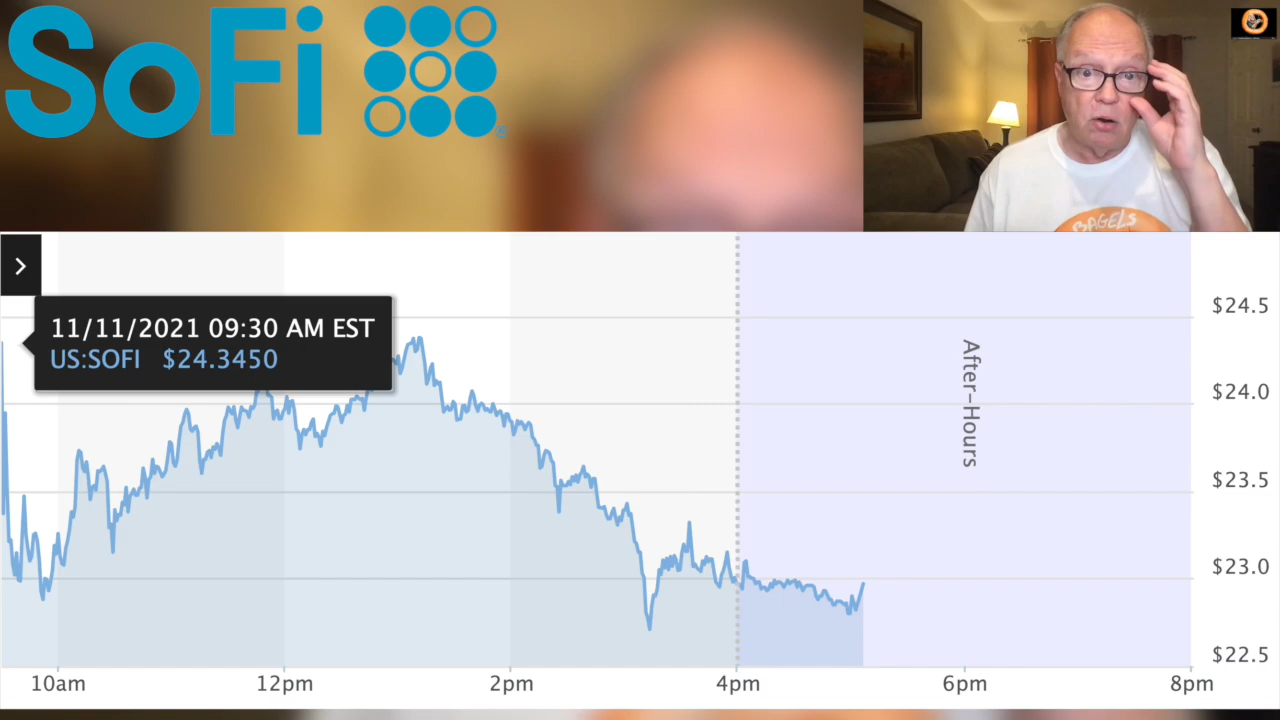 SoFi
BAGELS
11/11/2021 09:30 AM EST
US:SOFI $24.3450
After-Hours
$24.5
$24.0
$23.5
$23.0
$22.5
10am 12pm 2pm 4pm 6pm 8pm